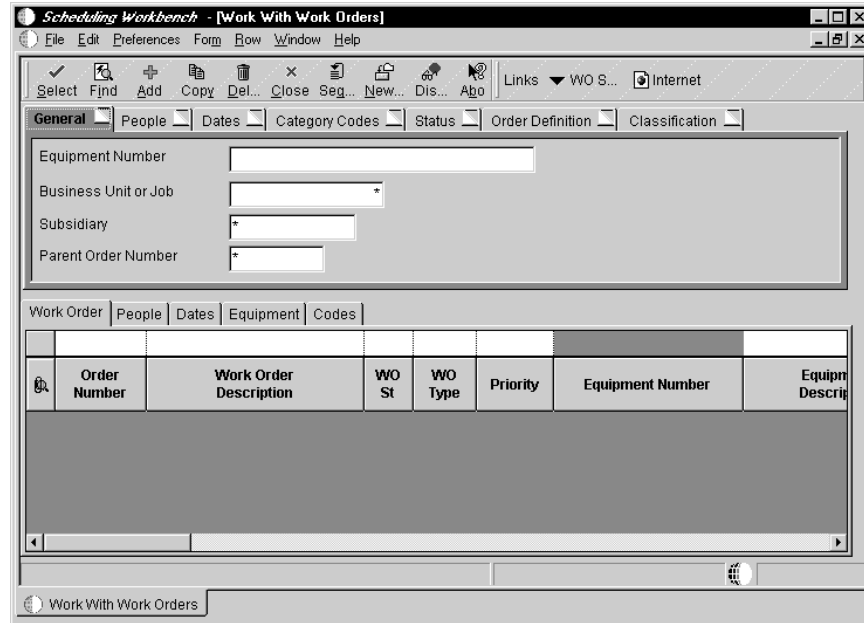 Scheduling Workbench - [Work With Work Orders]
File Edit Preferences Form Row Window Help
Select Find Add Copy Del... Close Seq... New... Dis... Abo Links WO S... Internet
General People Dates Category Codes Status Order Definition Classification
Equipment Number
Business Unit or Job *
Subsidiary *
Parent Order Number *
Work Order People Dates Equipment Codes
Order Number Work Order Description WO St WO Type Priority Equipment Number Equipm Descrip
Work With Work Orders